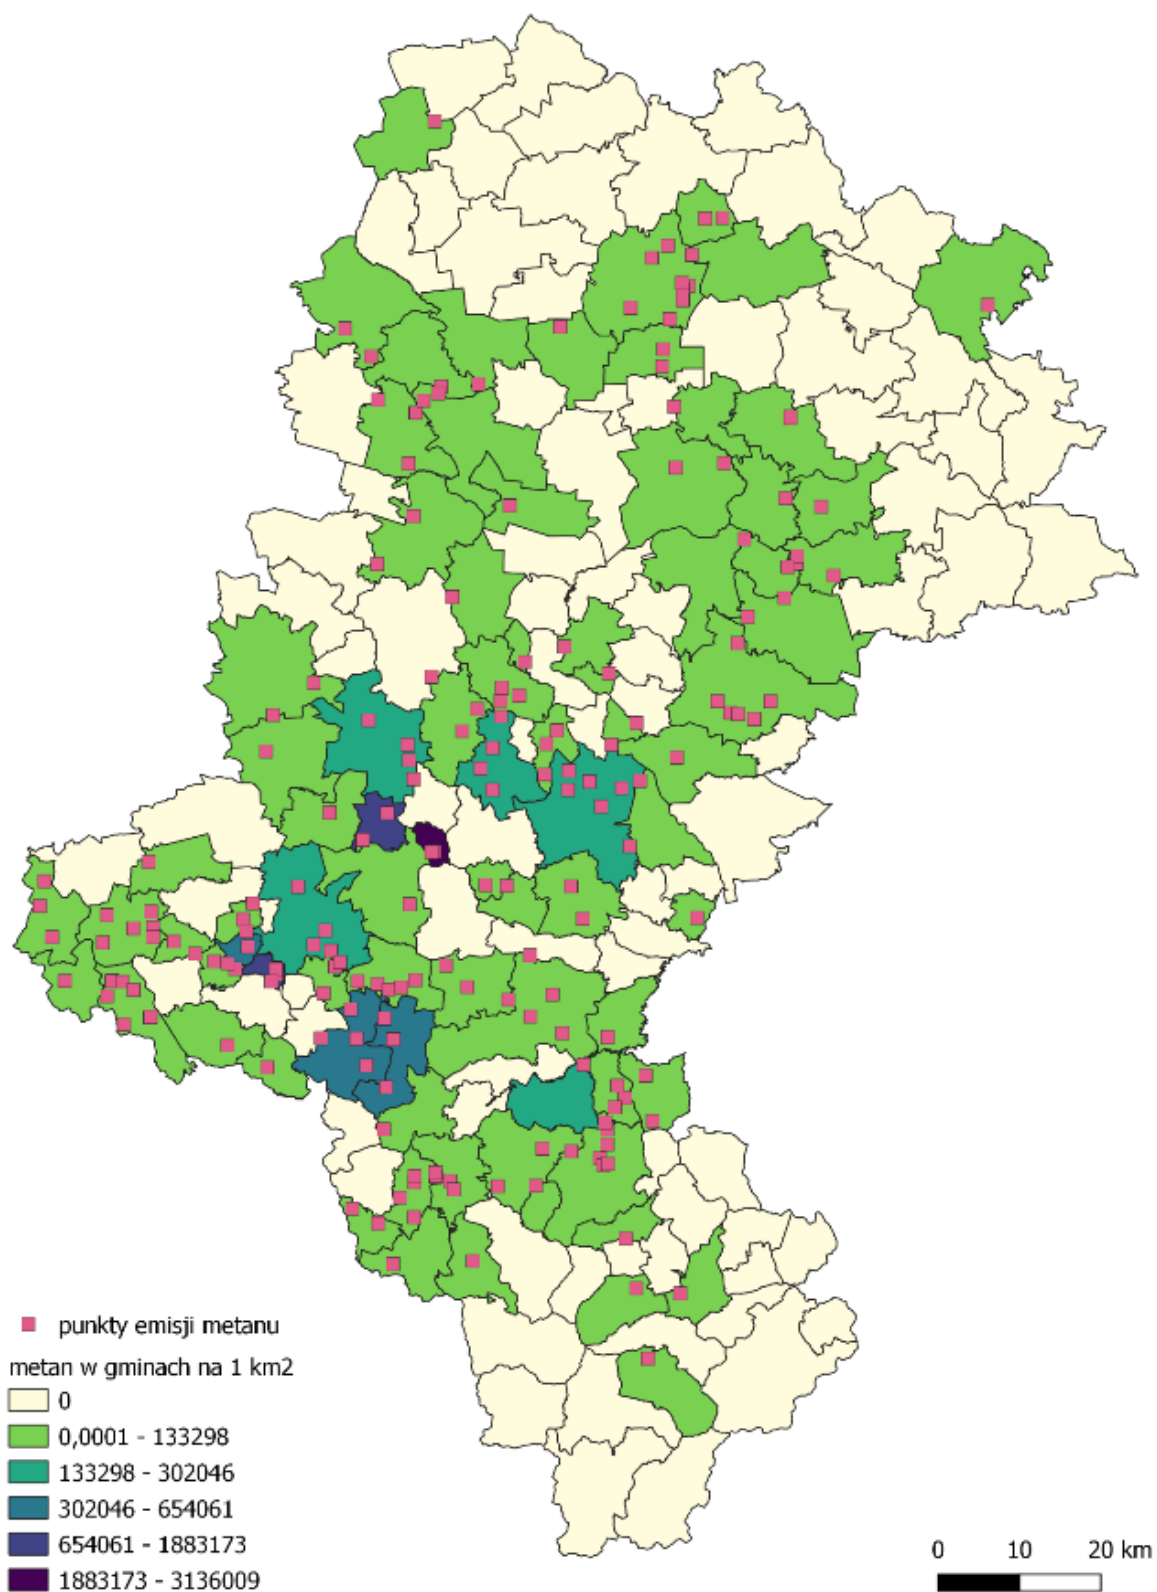 punkty emisji metanu
metan w gminach na 1 km2
0
0,0001 - 133298
133298 - 302046
302046 - 654061
654061 - 1883173
1883173 - 3136009
0 10 20 km